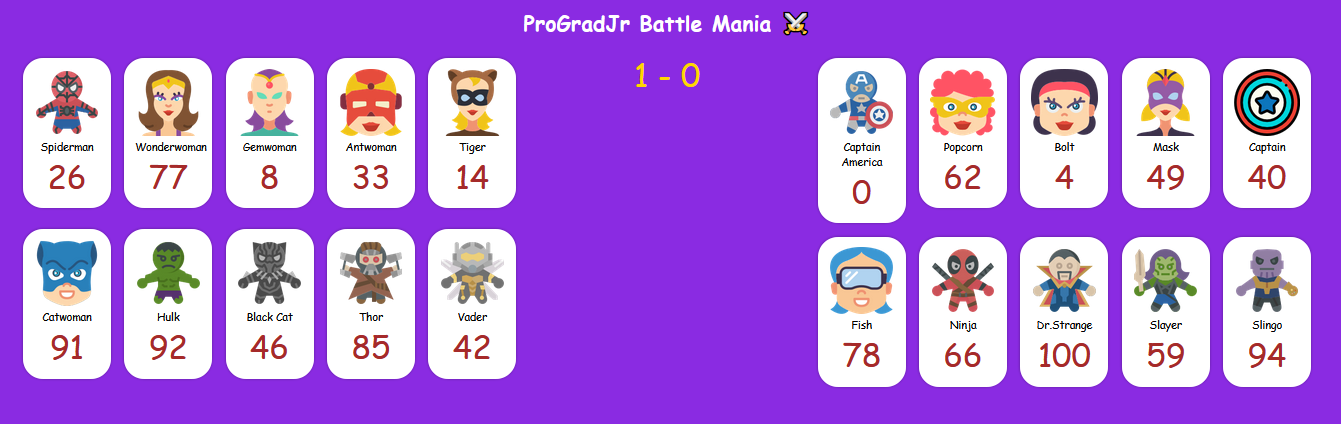 ProGradJr Battle Mania
1 - 0
Spiderman
26
Wonderwoman
77
Gemwoman
8
Antwoman
33
Tiger
14
Catwoman
91
Hulk
92
Black Cat
46
Thor
85
Vader
42
Captain
America
0
Popcorn
62
Bolt
4
Mask
49
Captain
40
Fish
78
Ninja
66
Dr.Strange
100
Slayer
59
Slingo
94